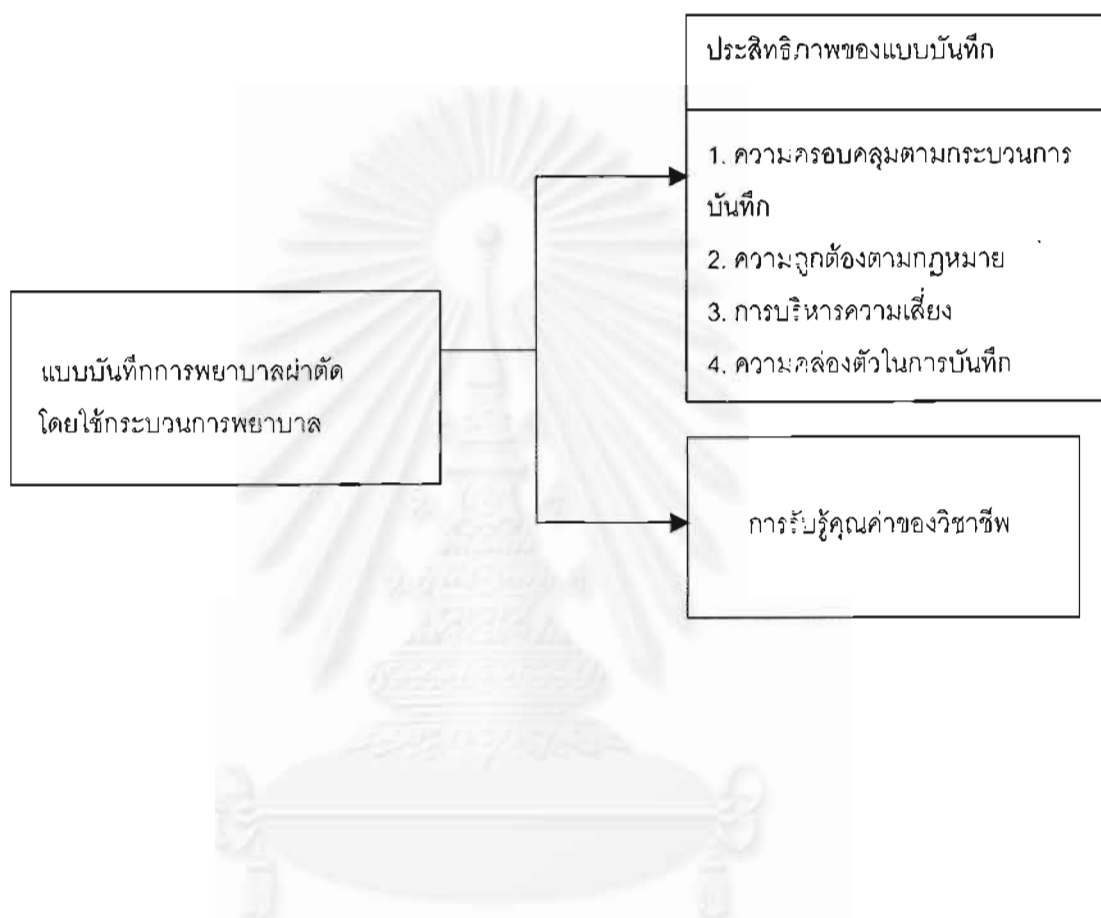 ประสิทธิภาพของแบบบันทึก
1. ความครอบคลุมตามกระบวนการ
บันทึก
2. ความถูกต้องตามกฎหมาย
3. การบริหารความเสี่ยง
4. ความคล่องตัวในการบันทึก
แบบบันทึกการพยาบาลผ่าตัด
โดยใช้กระบวนการพยาบาล
การรับรู้คุณค่าของวิชาชีพ